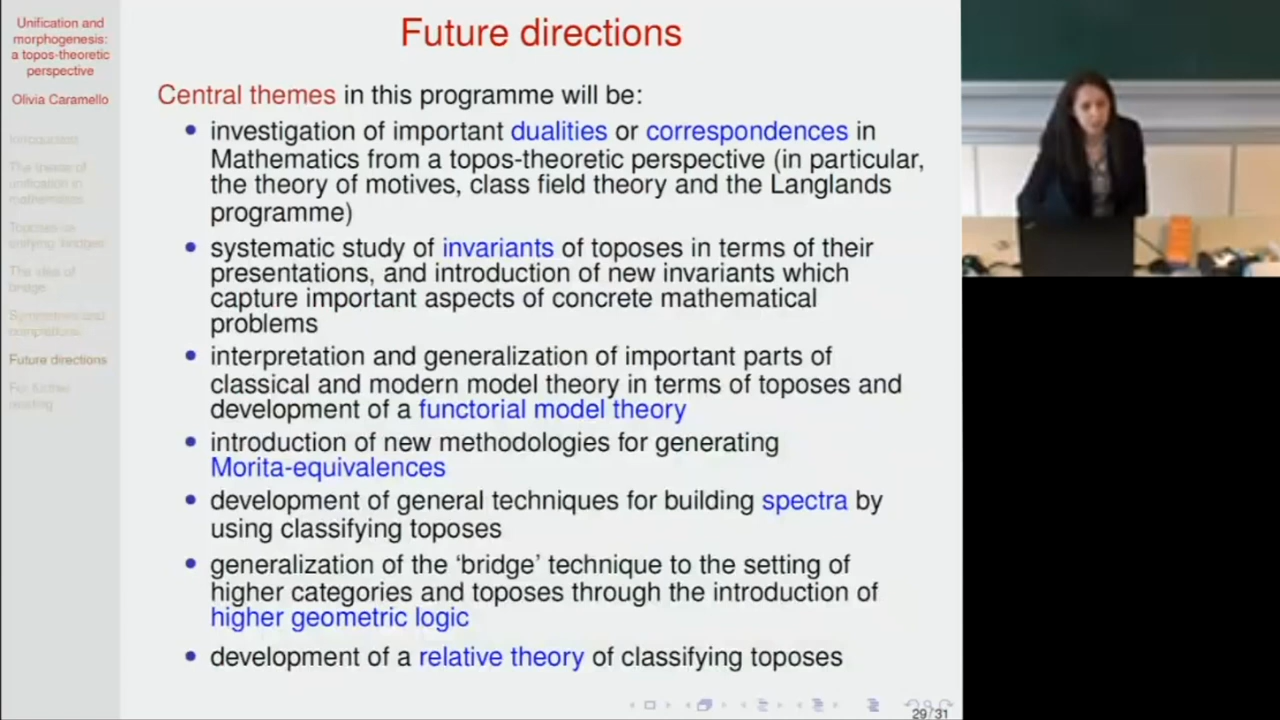 Unification and
morphogenesis:
a topos-theoretic
perspective
Olivia Caramello
Introduction
The theme of
unification in
mathematics
Toposes as
unifying 'bridges'
The idea of
bridge
Symmetries and
completions
Future directions
For further
reading
Future directions
Central themes in this programme will be:
• investigation of important dualities or correspondences in
Mathematics from a topos-theoretic perspective (in particular,
the theory of motives, class field theory and the Langlands
programme)
• systematic study of invariants of toposes in terms of their
presentations, and introduction of new invariants which
capture important aspects of concrete mathematical
problems
• interpretation and generalization of important parts of
classical and modern model theory in terms of toposes and
development of a functorial model theory
• introduction of new methodologies for generating
Morita-equivalences
• development of general techniques for building spectra by
using classifying toposes
• generalization of the ‘bridge’ technique to the setting of
higher categories and toposes through the introduction of
higher geometric logic
• development of a relative theory of classifying toposes
29/31